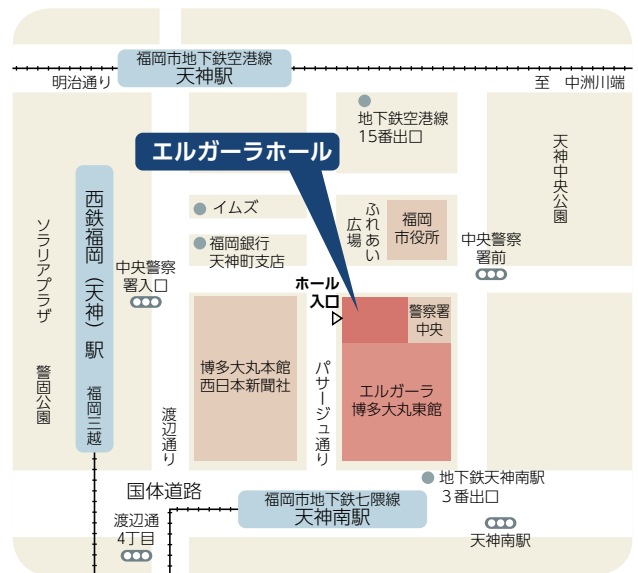 福岡市地下鉄空港線
天神駅
明治通り
至 中洲川端
地下鉄空港線
15番出口
天神中央公園
エルガーラホール
イムズ
福岡銀行
天神町支店
ふれあい
広場
福岡
市役所
中央警察
署前
西鉄福岡（天神）駅
福岡三越
ソラリアプラザ
警固公園
中央警察
署入口
ホール
入口
警察署
中央
博多大丸本館
西日本新聞社
パサージュ通り
エルガーラ
博多大丸東館
渡辺通り
国体道路
地下鉄天神南駅
3番出口
福岡市地下鉄七隈線
天神南駅
渡辺通
4丁目
天神南駅